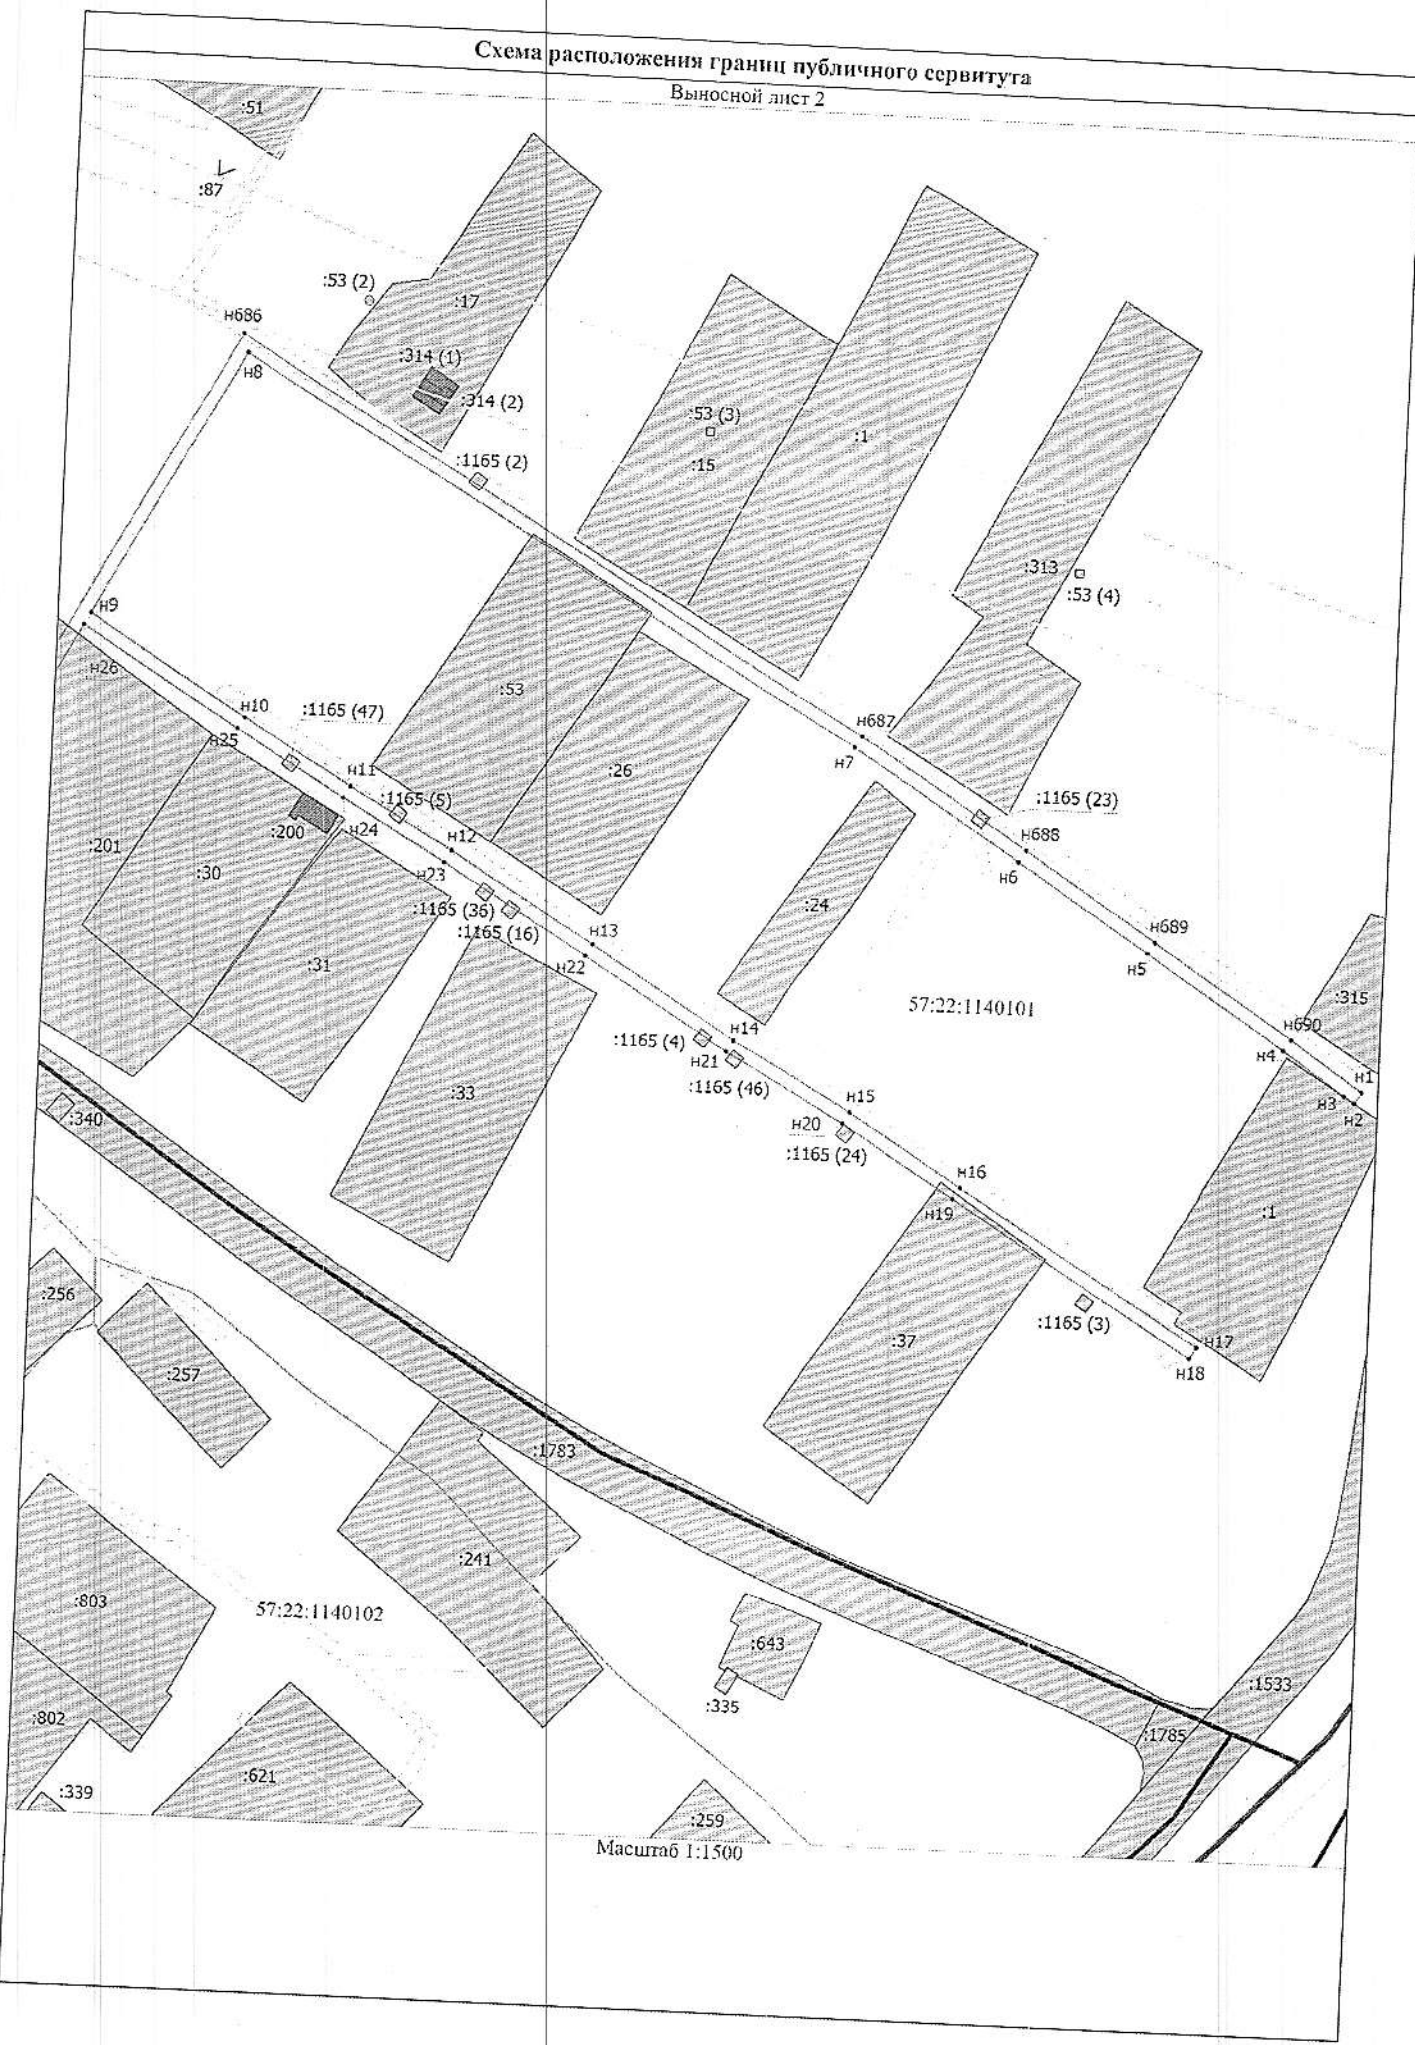 Схема расположения границ публичного сервитута
Выносной лист 2
:51
:87
:53 (2)
:17
н686
:314 (1)
н8
:314 (2)
:53 (3)
:1
:1165 (2)
:15
:313
:53 (4)
н9
н26
:53
н10
:1165 (47)
н687
н25
н7
:26
н11
:1165 (5)
:1165 (23)
:200
н24
н12
н688
:201
:30
н23
н6
:24
:1165 (36)
:1165 (16)
н13
н689
:31
н22
н5
:315
57:22:1140101
н14
н690
:1165 (4)
н21
н4
н1
:33
:1165 (46)
н15
н3
н2
:340
н20
:1165 (24)
н16
н19
:1
:256
:1165 (3)
:37
н17
:257
н18
:1783
:241
:803
57:22:1140102
:643
:1533
:335
:802
:1785
:621
:339
:259
Масштаб 1:1500